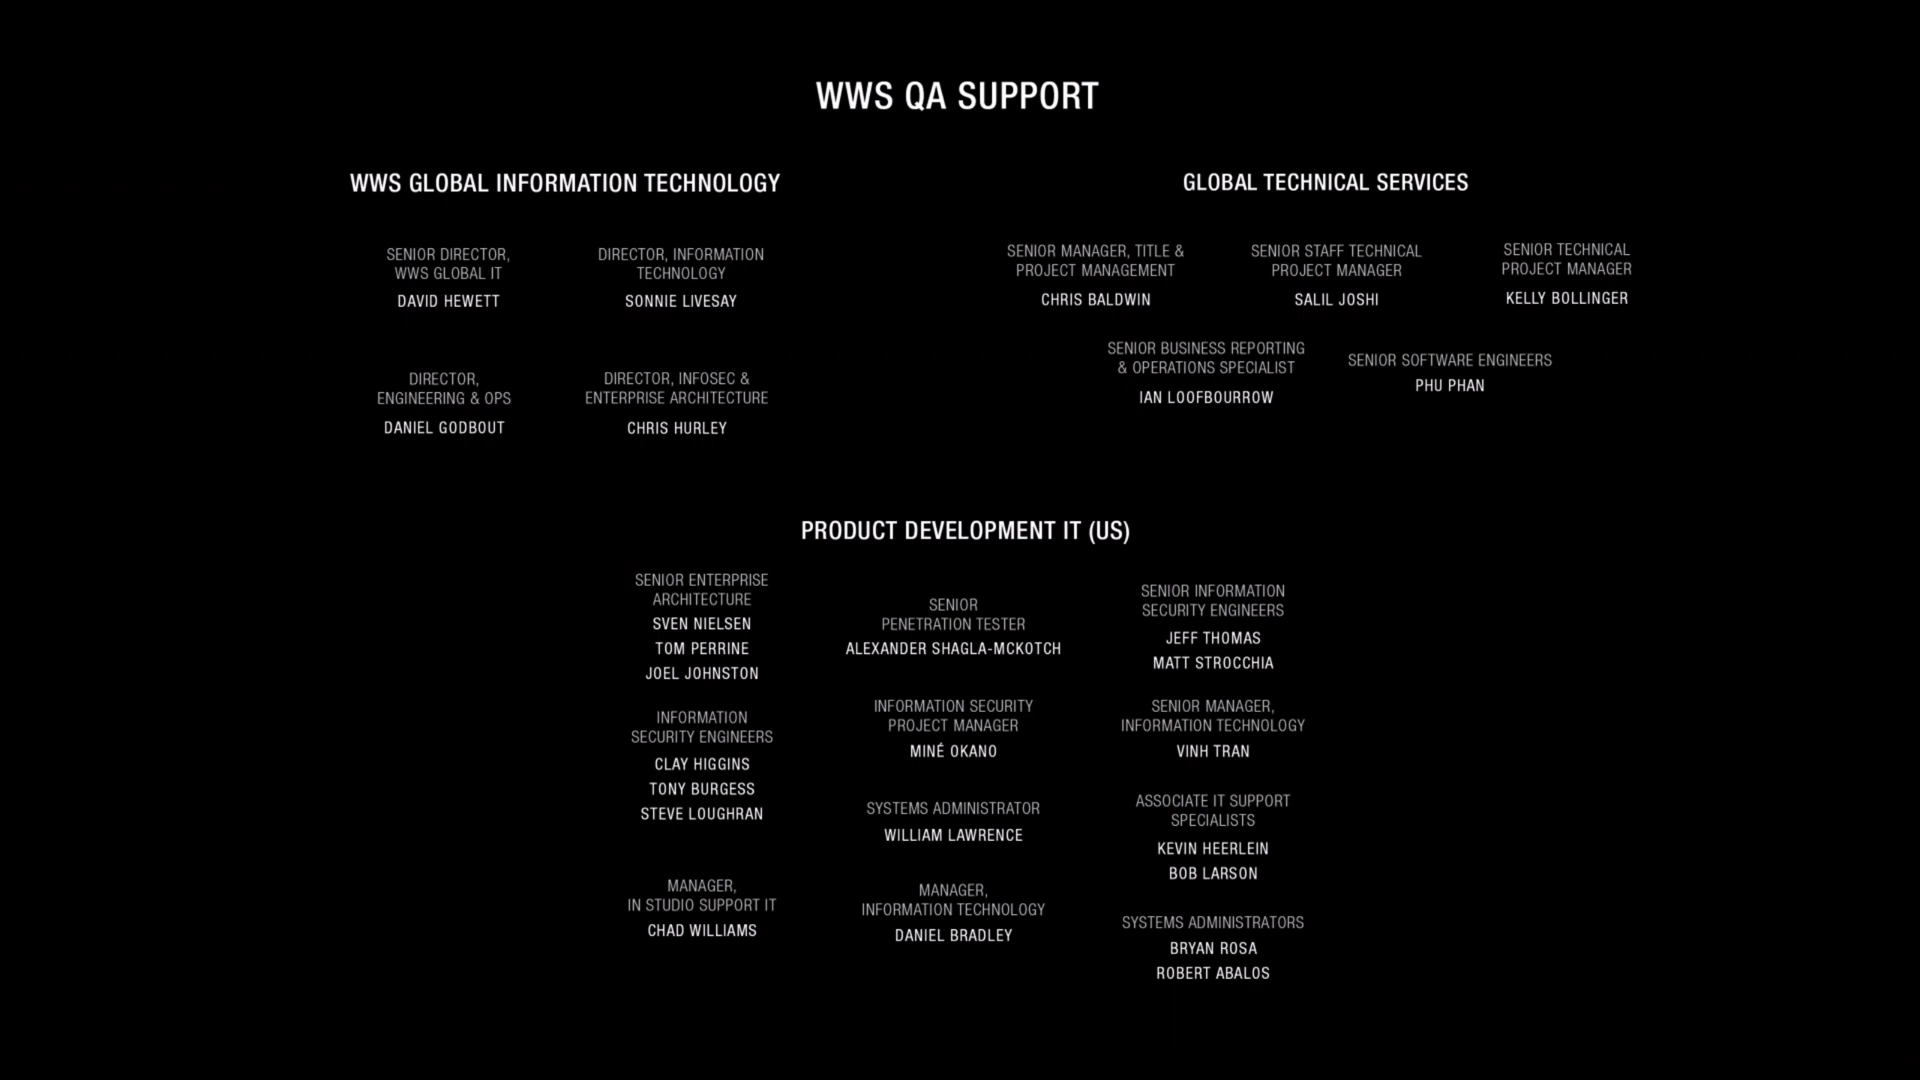 WWS QA SUPPORT
WWS GLOBAL INFORMATION TECHNOLOGY
SENIOR DIRECTOR,
WWS GLOBAL IT
DAVID HEWETT
DIRECTOR, INFORMATION
TECHNOLOGY
SONNIE LIVESAY
DIRECTOR,
ENGINEERING & OPS
DANIEL GODBOUT
DIRECTOR, INFOSEC &
ENTERPRISE ARCHITECTURE
CHRIS HURLEY
GLOBAL TECHNICAL SERVICES
SENIOR MANAGER, TITLE &
PROJECT MANAGEMENT
CHRIS BALDWIN
SENIOR STAFF TECHNICAL
PROJECT MANAGER
SALIL JOSHI
SENIOR TECHNICAL
PROJECT MANAGER
KELLY BOLLINGER
SENIOR BUSINESS REPORTING
& OPERATIONS SPECIALIST
IAN LOOFBOURROW
SENIOR SOFTWARE ENGINEERS
PHU PHAN
PRODUCT DEVELOPMENT IT (US)
SENIOR ENTERPRISE
ARCHITECTURE
SVEN NIELSEN
TOM PERRINE
JOEL JOHNSTON
SENIOR
PENETRATION TESTER
ALEXANDER SHAGLA-MCKOTCH
SENIOR INFORMATION
SECURITY ENGINEERS
JEFF THOMAS
MATT STROCCHIA
INFORMATION
SECURITY ENGINEERS
CLAY HIGGINS
TONY BURGESS
STEVE LOUGHRAN
INFORMATION SECURITY
PROJECT MANAGER
MINÉ OKANO
SENIOR MANAGER,
INFORMATION TECHNOLOGY
VINH TRAN
SYSTEMS ADMINISTRATOR
WILLIAM LAWRENCE
ASSOCIATE IT SUPPORT
SPECIALISTS
KEVIN HEERLEIN
BOB LARSON
MANAGER,
IN STUDIO SUPPORT IT
CHAD WILLIAMS
MANAGER,
INFORMATION TECHNOLOGY
DANIEL BRADLEY
SYSTEMS ADMINISTRATORS
BRYAN ROSA
ROBERT ABALOS